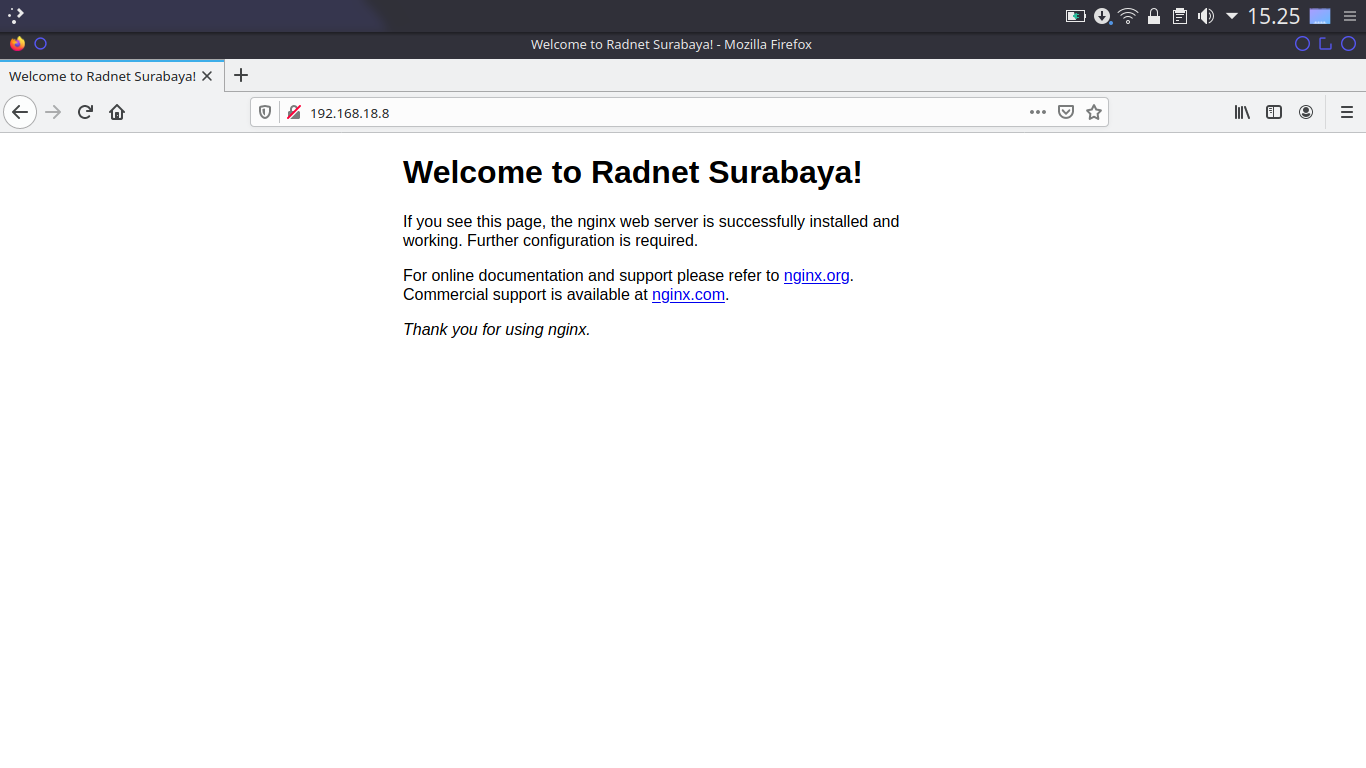 15.25
Welcome to Radnet Surabaya! - Mozilla Firefox
Welcome to Radnet Surabaya!
192.168.18.8
Welcome to Radnet Surabaya!
If you see this page, the nginx web server is successfully installed and
working. Further configuration is required.
For online documentation and support please refer to nginx.org.
Commercial support is available at nginx.com.
Thank you for using nginx.